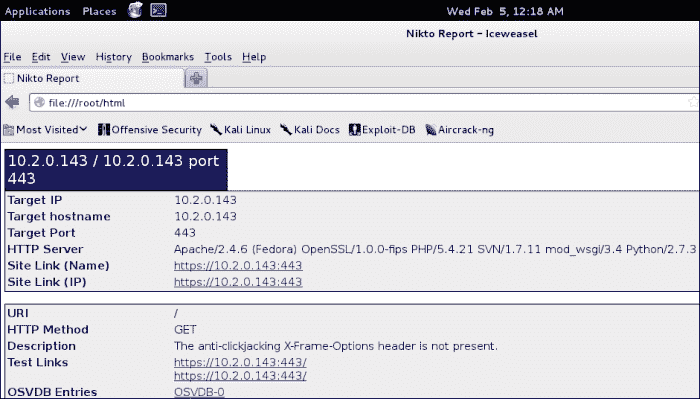 Applications Places Wed Feb 5, 12:18 AM
Nikto Report - Iceweasel
File Edit View History Bookmarks Tools Help
Nikto Report
file:///root/html
Most Visited Offensive Security Kali Linux Kali Docs Exploit-DB Aircrack-ng
10.2.0.143 / 10.2.0.143 port
443
Target IP 10.2.0.143
Target hostname 10.2.0.143
Target Port 443
HTTP Server Apache/2.4.6 (Fedora) OpenSSL/1.0.0-fips PHP/5.4.21 SVN/1.7.11 mod_wsgi/3.4 Python/2.7.3
Site Link (Name) https://10.2.0.143:443
Site Link (IP) https://10.2.0.143:443
URI /
HTTP Method GET
Description The anti-clickjacking X-Frame-Options header is not present.
Test Links https://10.2.0.143:443/
https://10.2.0.143:443/
OSVDB Entries OSVDB-0